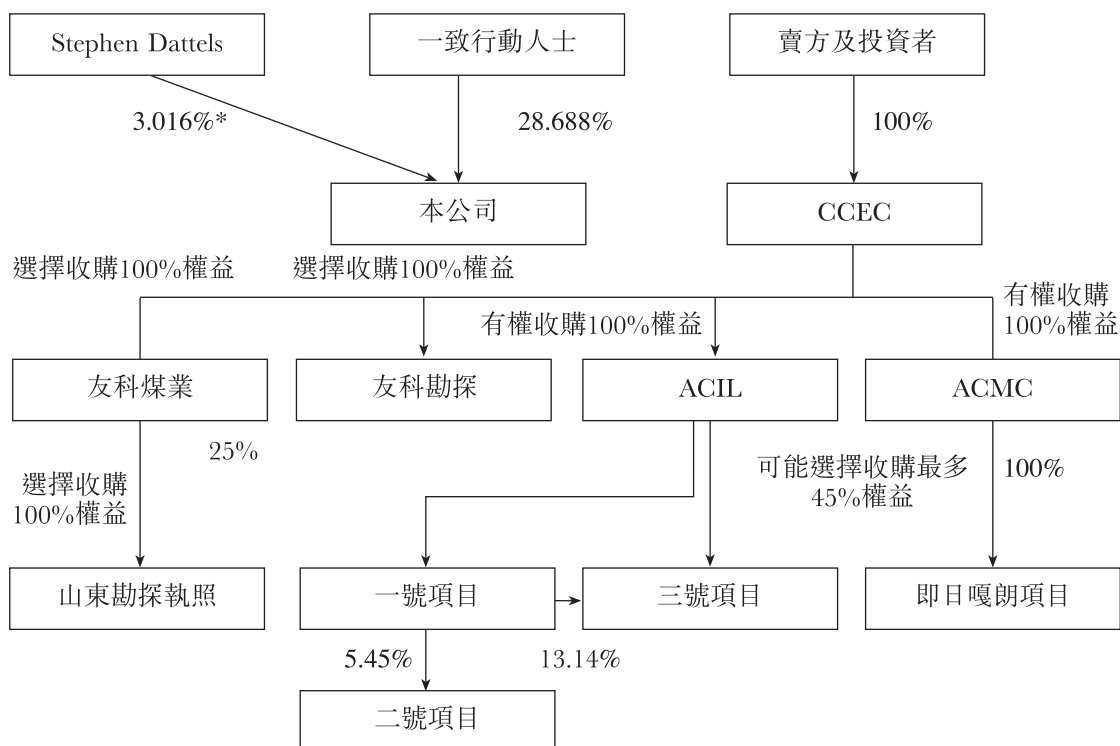 Stephen Dattels
一致行動人士
賣方及投資者
3.016%*
28.688%
100%
本公司
CCEC
選擇收購100%權益
選擇收購100%權益
有權收購
100%權益
有權收購100%權益
友科煤業
友科勘探
ACIL
ACMC
25%
選擇收購
100%權益
可能選擇收購最多
45%權益
100%
山東勘探執照
一號項目
三號項目
即日嘎朗項目
5.45%
13.14%
二號項目